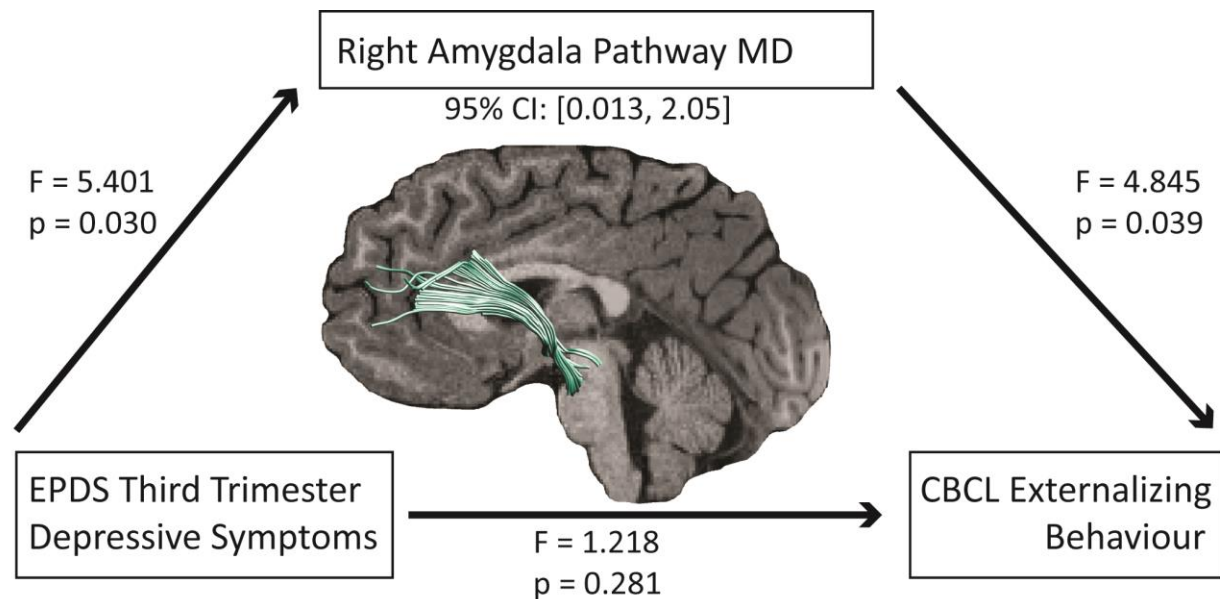 Right Amygdala Pathway MD
95% CI: [0.013, 2.05]
F = 5.401
p = 0.030
F = 4.845
p = 0.039
EPDS Third Trimester
Depressive Symptoms
CBCL Externalizing
Behaviour
F = 1.218
p = 0.281